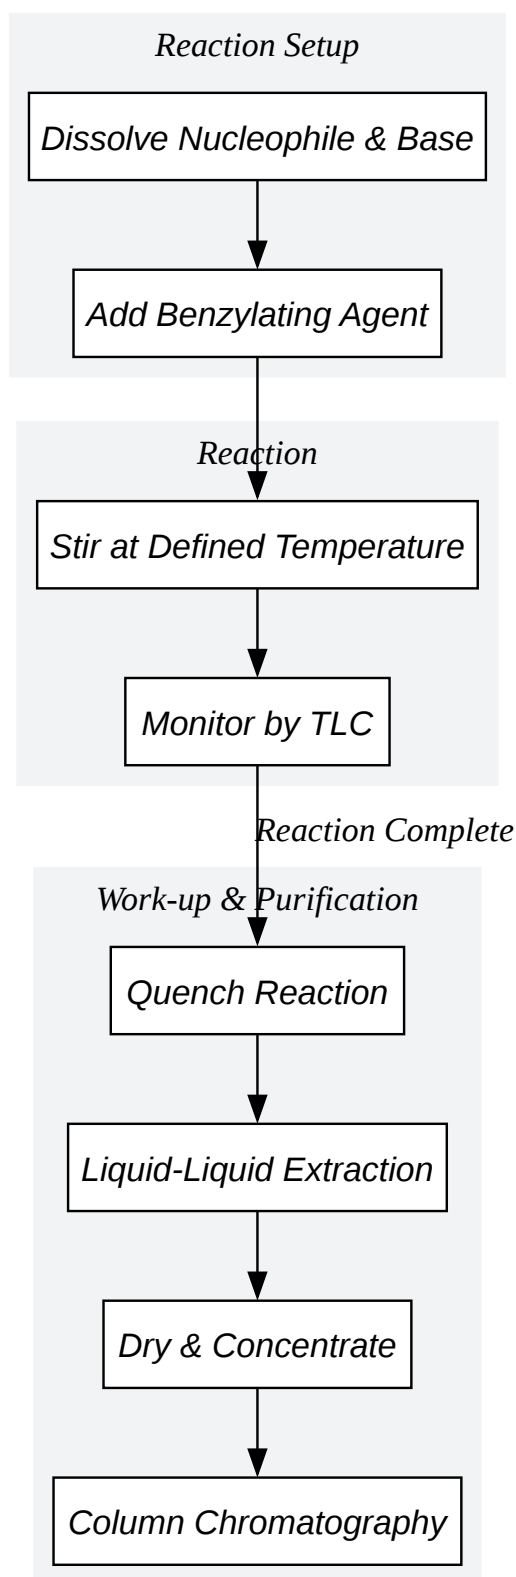 Reaction Setup
Dissolve Nucleophile & Base
Add Benzylating Agent
Reaction
Stir at Defined Temperature
Monitor by TLC
Reaction Complete
Work-up & Purification
Quench Reaction
Liquid-Liquid Extraction
Dry & Concentrate
Column Chromatography